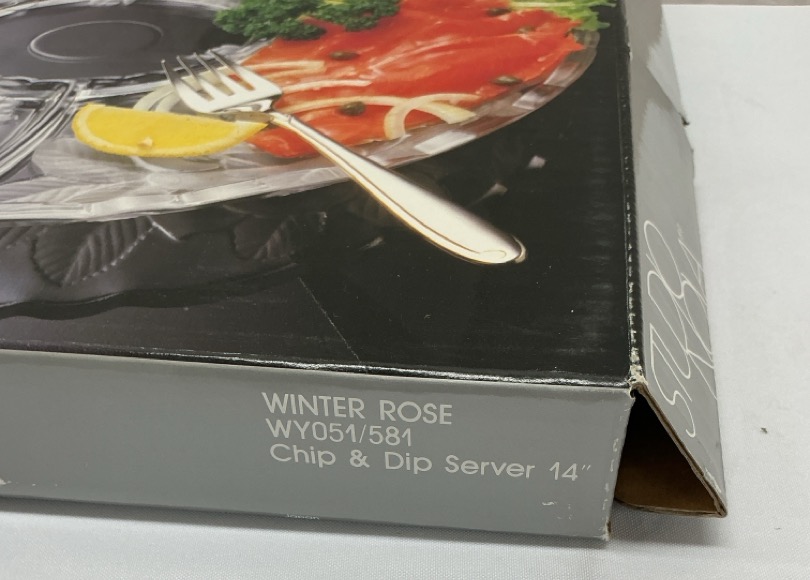 WINTER ROSE
WY051/581
Chip & Dip Server 14"